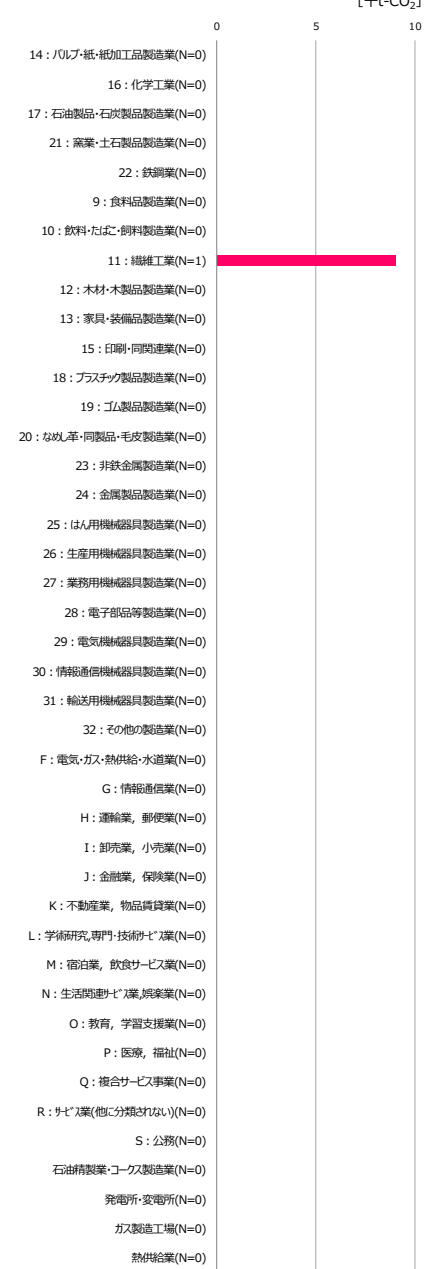 [千t-CO₂]
0 5 10
14：パルプ・紙・紙加工品製造業(N=0)
16：化学工業(N=0)
17：石油製品・石炭製品製造業(N=0)
21：窯業・土石製品製造業(N=0)
22：鉄鋼業(N=0)
9：食料品製造業(N=0)
10：飲料・たばこ・飼料製造業(N=0)
11：繊維工業(N=1)
12：木材・木製品製造業(N=0)
13：家具・装備品製造業(N=0)
15：印刷・同関連業(N=0)
18：プラスチック製品製造業(N=0)
19：ゴム製品製造業(N=0)
20：なめし革・同製品・毛皮製造業(N=0)
23：非鉄金属製造業(N=0)
24：金属製品製造業(N=0)
25：はん用機械器具製造業(N=0)
26：生産用機械器具製造業(N=0)
27：業務用機械器具製造業(N=0)
28：電子部品等製造業(N=0)
29：電気機械器具製造業(N=0)
30：情報通信機械器具製造業(N=0)
31：輸送用機械器具製造業(N=0)
32：その他の製造業(N=0)
F：電気・ガス・熱供給・水道業(N=0)
G：情報通信業(N=0)
H：運輸業，郵便業(N=0)
I：卸売業，小売業(N=0)
J：金融業，保険業(N=0)
K：不動産業，物品賃貸業(N=0)
L：学術研究,専門・技術ｻｰﾋﾞｽ業(N=0)
M：宿泊業，飲食サービス業(N=0)
N：生活関連ｻｰﾋﾞｽ業,娯楽業(N=0)
O：教育，学習支援業(N=0)
P：医療，福祉(N=0)
Q：複合サービス事業(N=0)
R：ｻｰﾋﾞｽ業(他に分類されない)(N=0)
S：公務(N=0)
石油精製業・コークス製造業(N=0)
発電所・変電所(N=0)
ガス製造工場(N=0)
熱供給業(N=0)